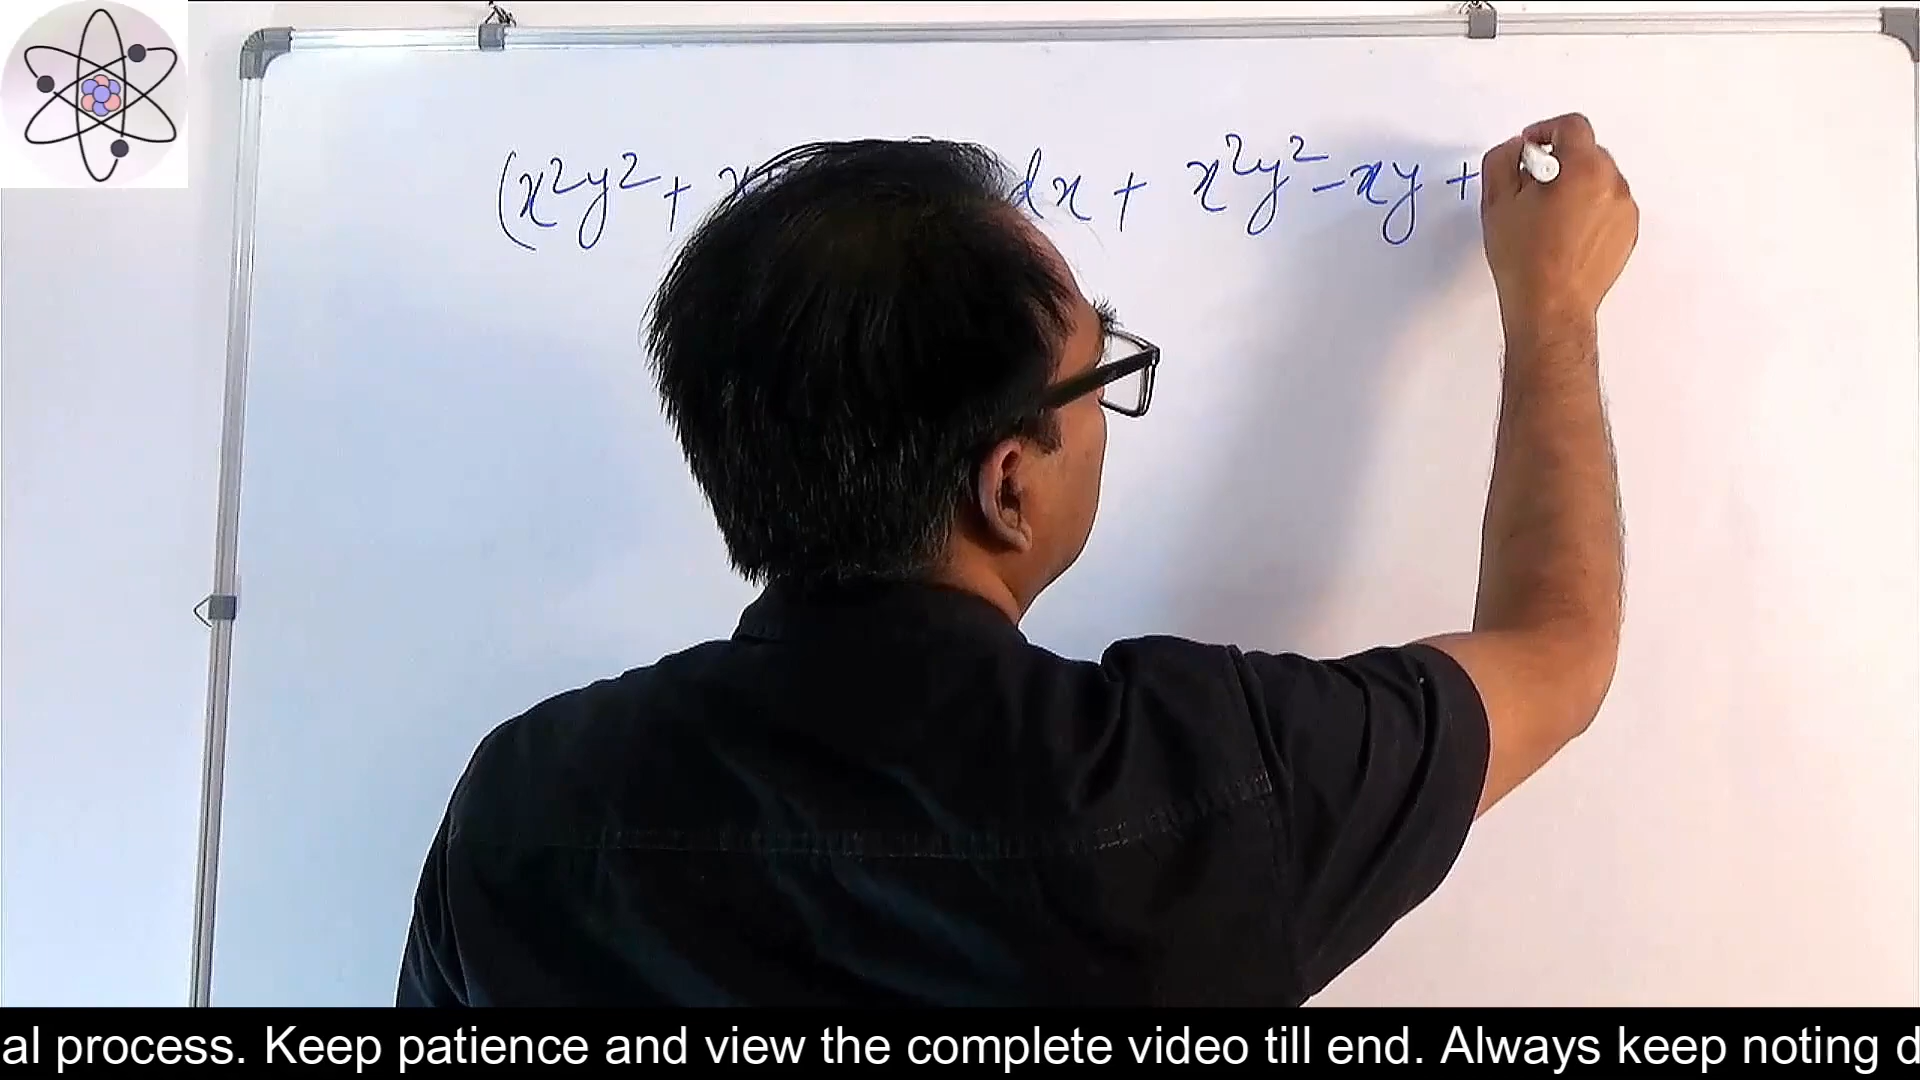 (x²y² + x dx + x²y² - xy +
al process. Keep patience and view the complete video till end. Always keep noting d